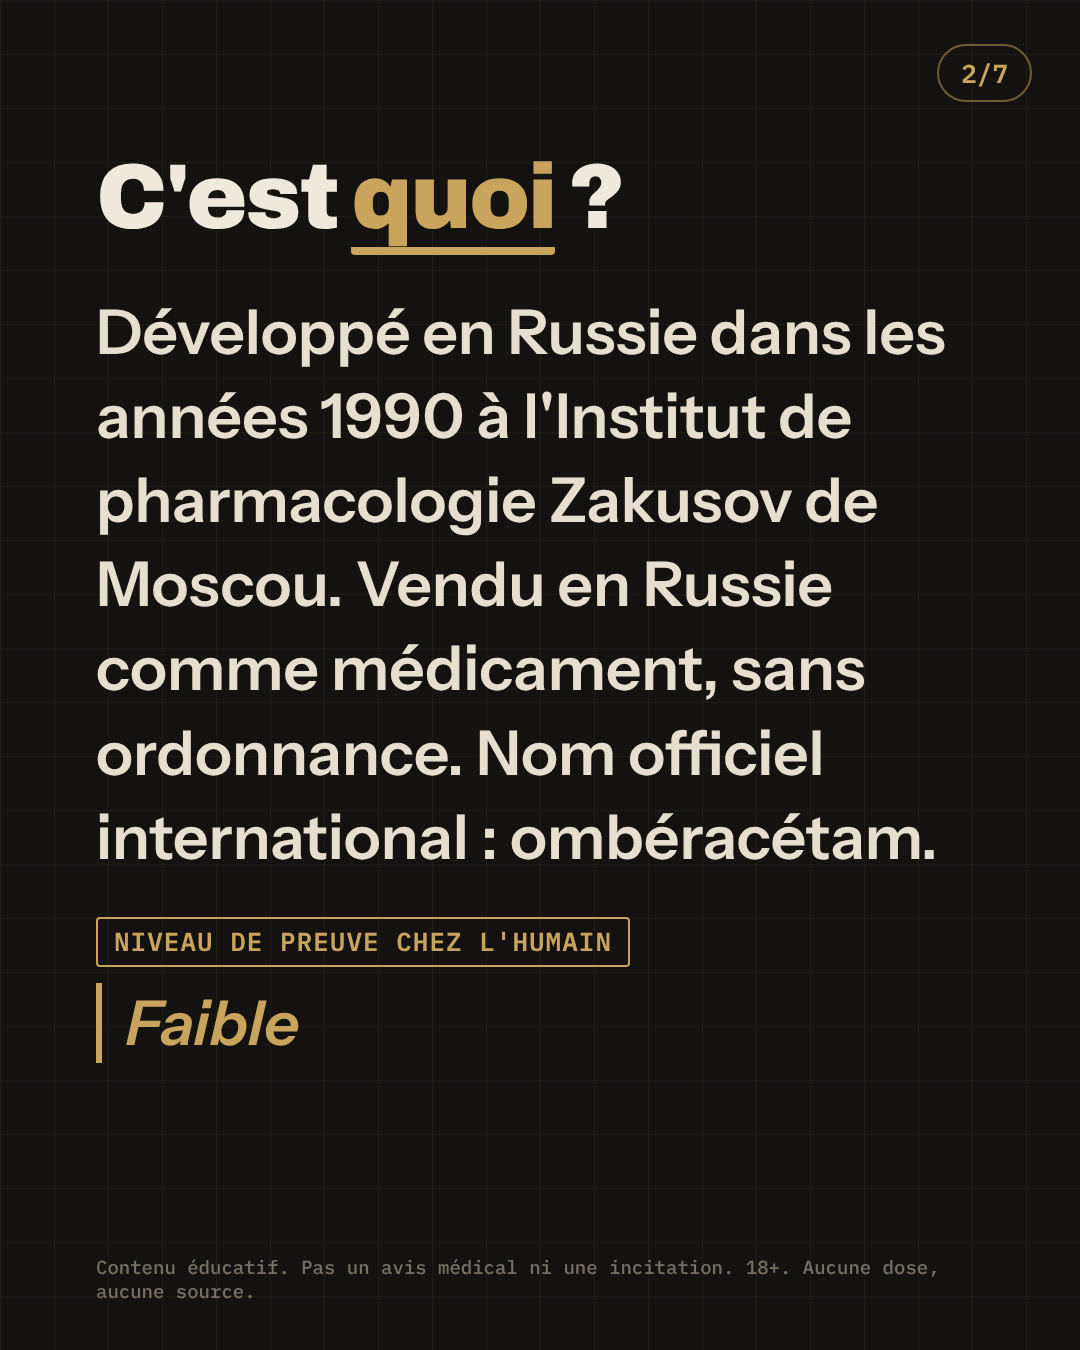 2/7
C'est quoi ?
Développé en Russie dans les
années 1990 à l'Institut de
pharmacologie Zakusov de
Moscou. Vendu en Russie
comme médicament, sans
ordonnance. Nom officiel
international : ombéracétam.
NIVEAU DE PREUVE CHEZ L'HUMAIN
Faible
Contenu éducatif. Pas un avis médical ni une incitation. 18+. Aucune dose,
aucune source.